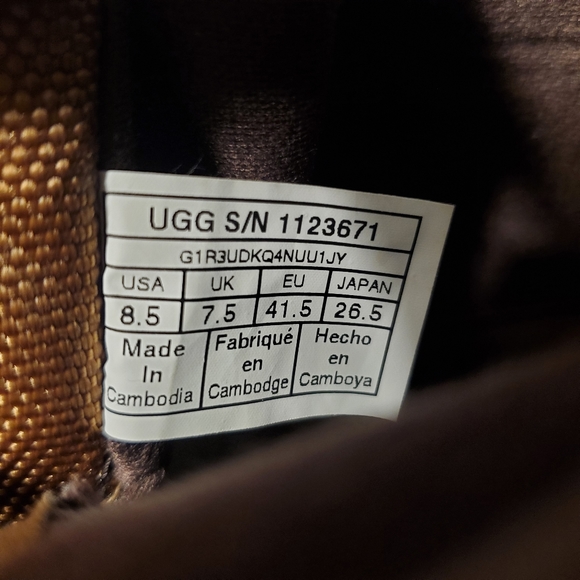 UGG S/N 1123671
G1R3UDKQ4NUU1JY
USA UK EU JAPAN
8.5 7.5 41.5 26.5
Made In Cambodia
Fabriqué en Cambodge
Hecho en Camboya